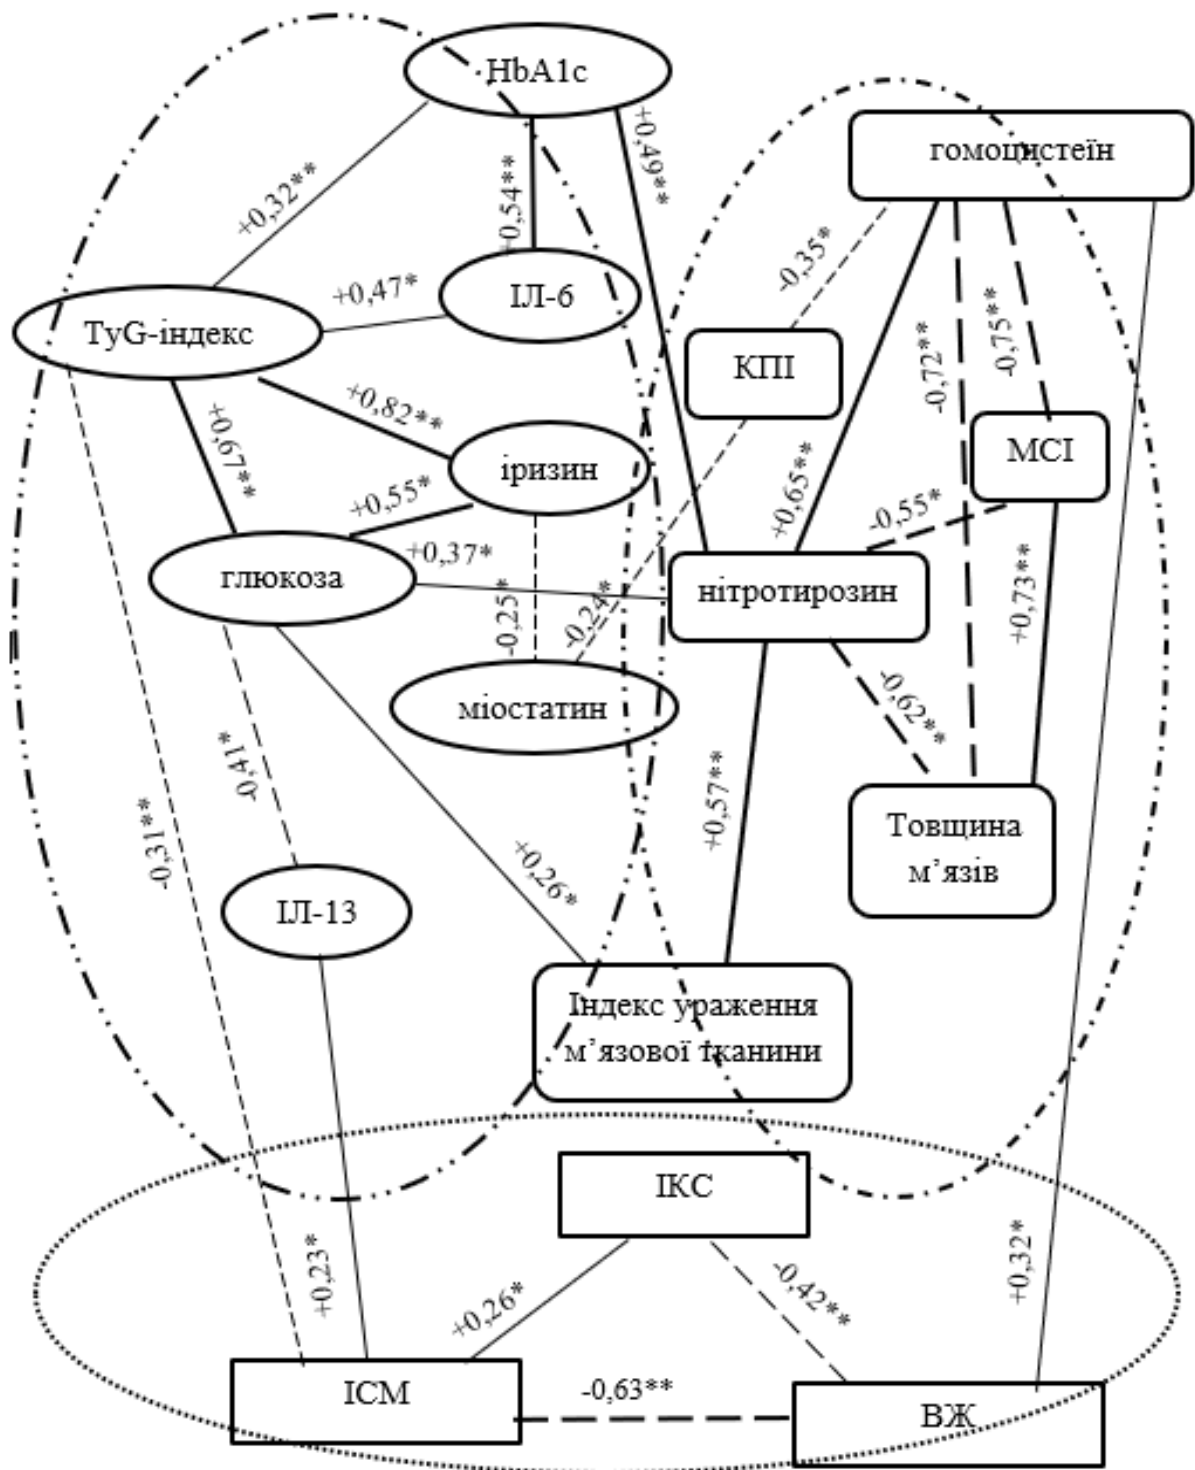 HbA1c
+0,49**
гомоцистеїн
+0,32**
+0,54**
-0,35*
+0,47*
ІЛ-6
TyG-індекс
КПІ
-0,72**
-0,75**
+0,82**
+0,67**
іризин
МСІ
+0,55*
+0,65**
-0,55*
+0,37*
глюкоза
нітротирозин
+0,73**
-0,25*
-0,24*
міостатин
-0,62**
-0,41*
+0,57**
-0,31**
Товщина
м’язів
+0,26*
ІЛ-13
Індекс ураження
м’язової тканини
ІКС
+0,23*
+0,26*
-0,42**
+0,32*
ІСМ
-0,63**
ВЖ